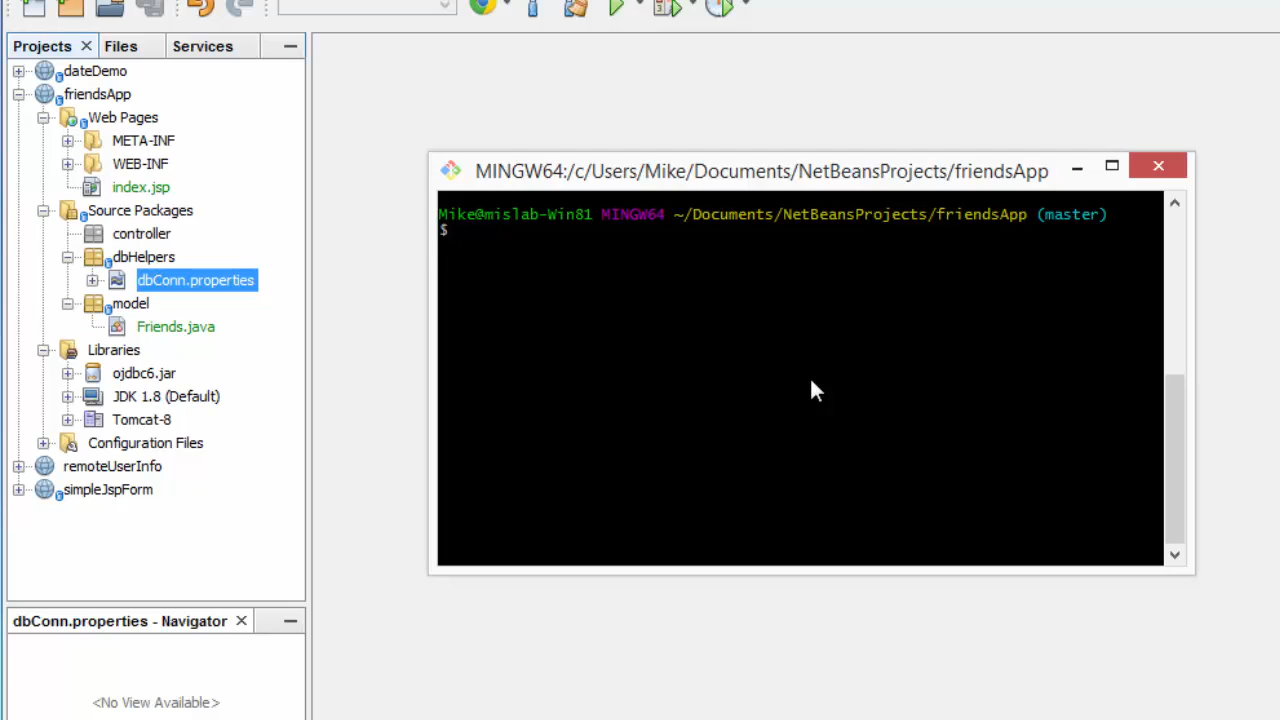 Projects
Files
Services
dateDemo
friendsApp
Web Pages
META-INF
WEB-INF
index.jsp
Source Packages
controller
dbHelpers
dbConn.properties
model
Friends.java
Libraries
ojdbc6.jar
JDK 1.8 (Default)
Tomcat-8
Configuration Files
remoteUserInfo
simpleJspForm
dbConn.properties - Navigator
<No View Available>
MINGW64:/c/Users/Mike/Documents/NetBeansProjects/friendsApp
Mike@mislab-Win81 MINGW64 ~/Documents/NetBeansProjects/friendsApp (master)
$